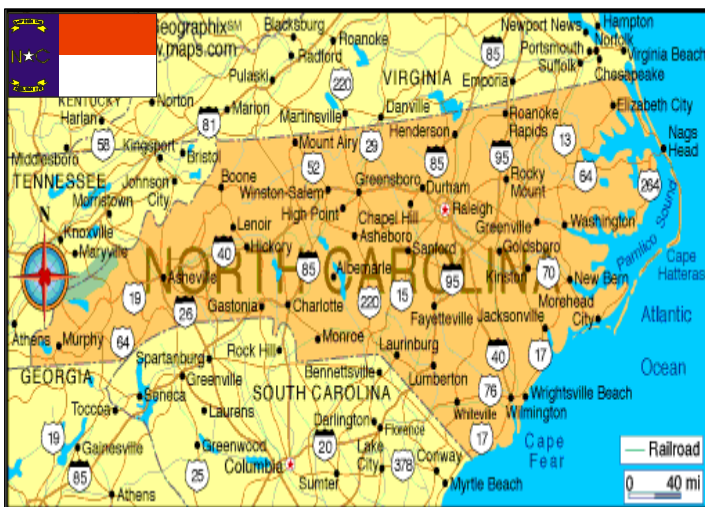 Geographix SM
w.maps.com
N C
Blacksburg
Roanoke
Radford
Pulaski
220
VIRGINIA
85
Newport News
Hampton
Norfolk
Portsmouth
Suffolk
Virginia Beach
Chesapeake
Emporia
KENTUCKY
Harlan
Norton
Marion
81
Martinsville
Danville
58
Middlesboro
Kingsport
Bristol
TENNESSEE
Johnson
City
Morristown
Knoxville
Maryville
N
Mount Airy
52
29
Henderson
85
95
Roanoke
Rapids
13
Elizabeth City
Nags
Head
64
264
Boone
Winston-Salem
Greensboro
Durham
Rocky
Mount
High Point
Chapel Hill
Raleigh
Lenoir
Hickory
40
Asheboro
Sanford
Greenville
Washington
Pamlico Sound
Goldsboro
Cape
Hatteras
NORTH CAROLINA
85
Albemarle
95
Kinston
70
New Bern
Asheville
19
26
Gastonia
Charlotte
220
15
Fayetteville
Jacksonville
Morehead
City
Atlantic
Ocean
Athens
Murphy
64
Monroe
Laurinburg
40
17
Spartanburg
Rock Hill
GEORGIA
Greenville
Bennettsville
Lumberton
76
Wrightsville Beach
Seneca
SOUTH CAROLINA
Whiteville
Wilmington
Toccoa
Laurens
Darlington
Florence
17
Cape
Fear
19
Gainesville
Greenwood
20
Lake
City
378
Conway
85
25
Columbia
Sumter
Myrtle Beach
Athens
Railroad
0 40 mi